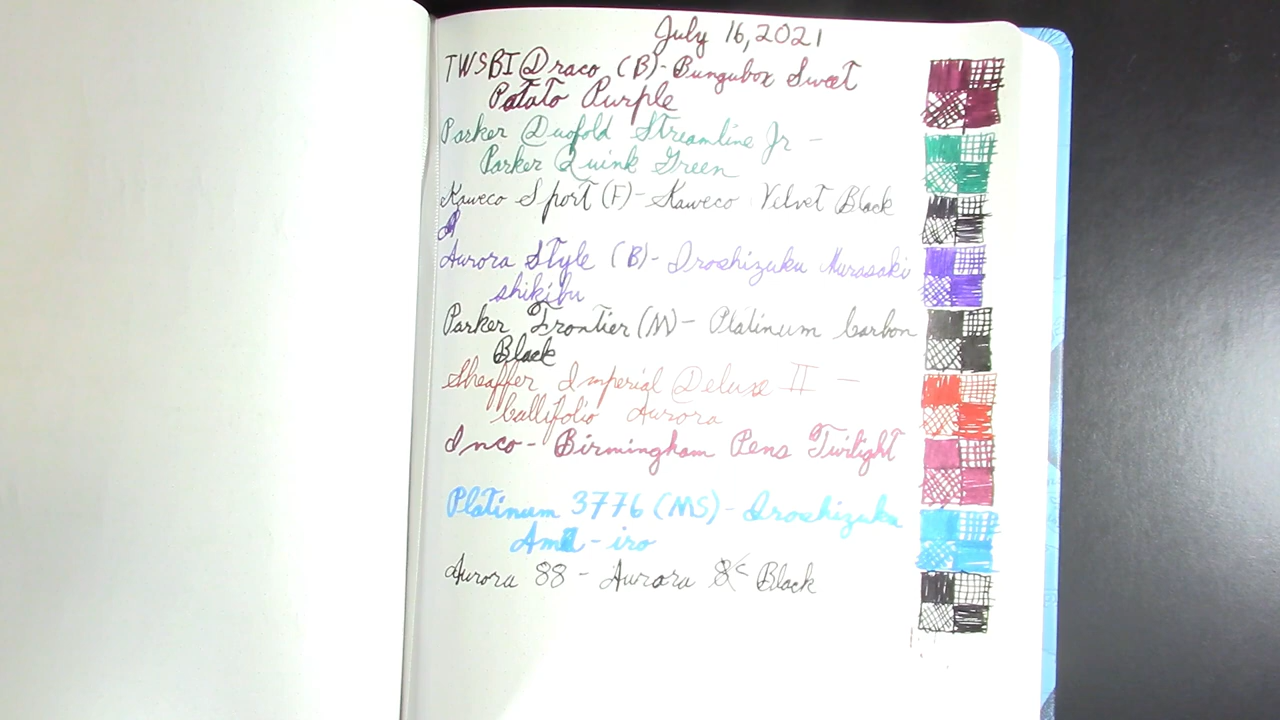 July 16, 2021
TWSBI Draco (B)- Bungubox Sweet
Potato Purple
Parker Duofold Streamline Jr -
Parker Quink Green
Kaweco Sport (F)- Kaweco Velvet Black
Aurora Style (B)- Iroshizuku Murasaki
shikibu
Parker Frontier (M)- Platinum Carbon
Black
Sheaffer Imperial Deluxe II -
Callifolio Aurora
Inco- Birmingham Pens Twilight
Platinum 3776 (MS)- Iroshizuku
Ama-iro
Aurora 88 - Aurora Black